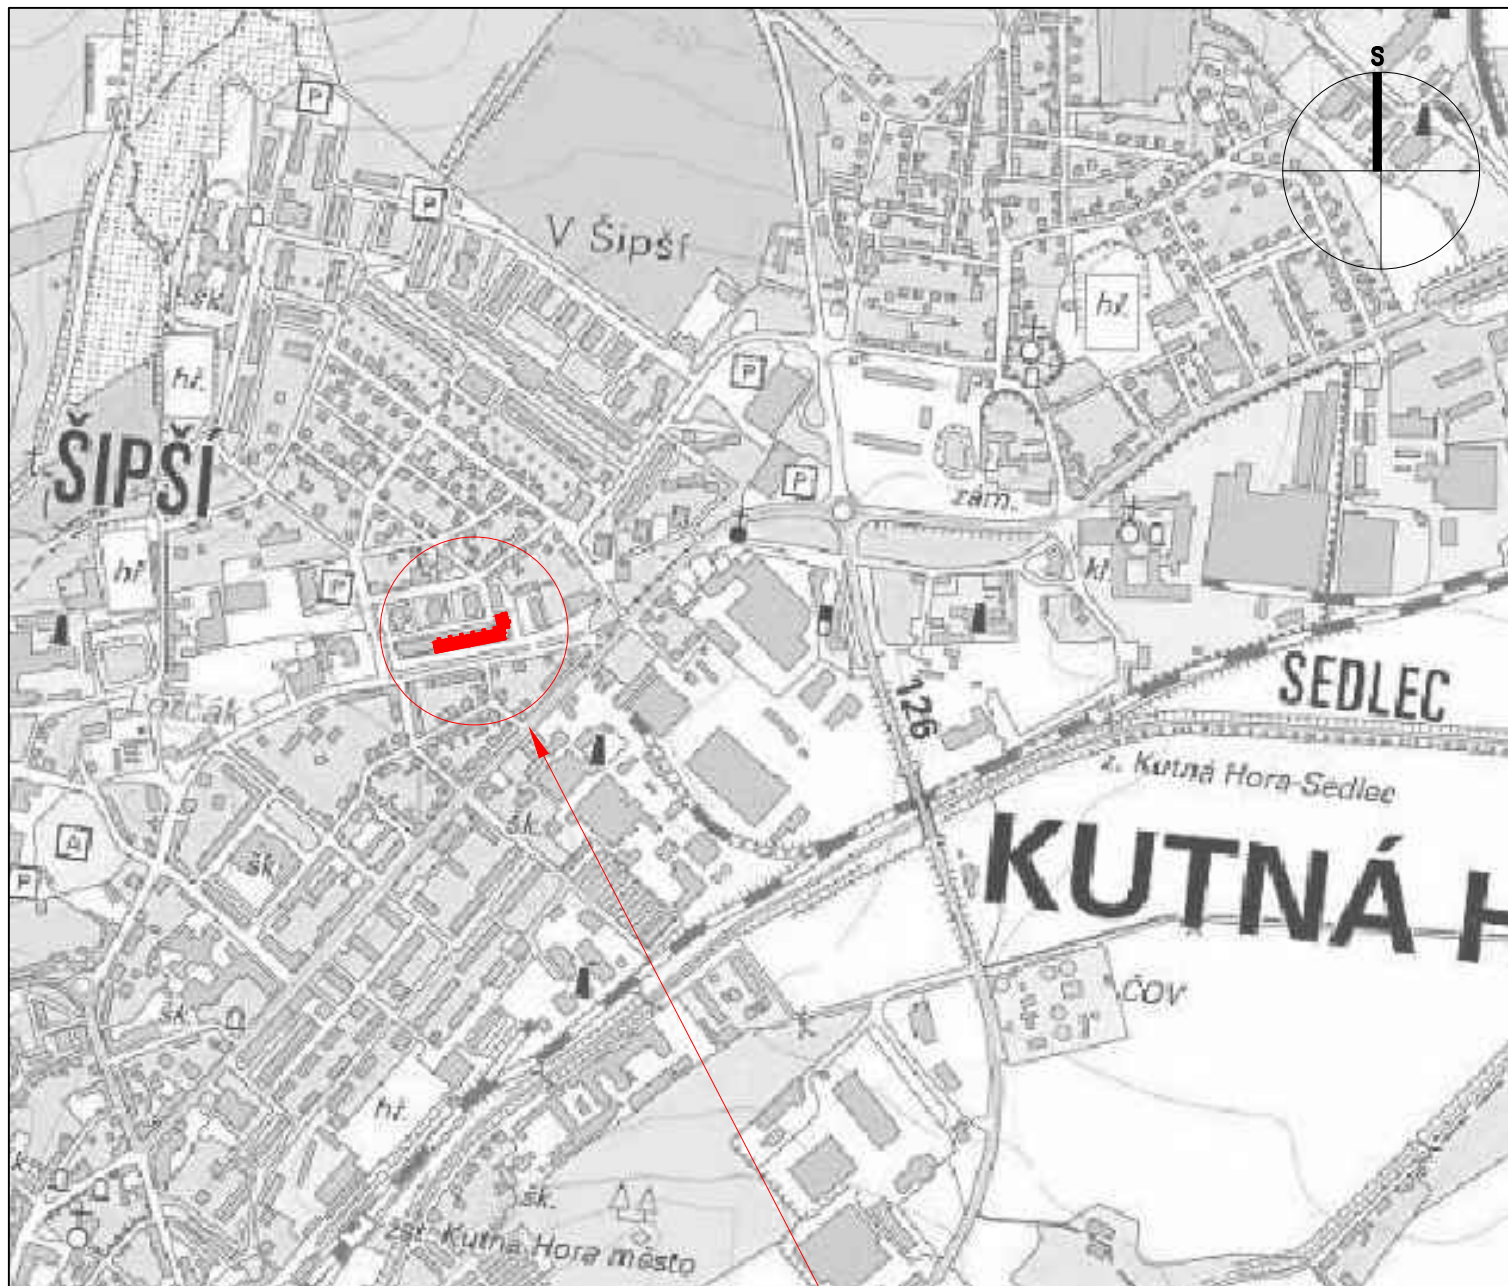 S
P
P
V Šipší
šk.
hř.
hř.
P
ŠIPŠÍ
P
zám.
hř.
P
kl.
SEDLEC
126
z. Kutná Hora-Sedlec
šk.
KUTNÁ H
A
šk.
P
ČOV
šk.
hř.
šk.
zst. Kutná Hora město